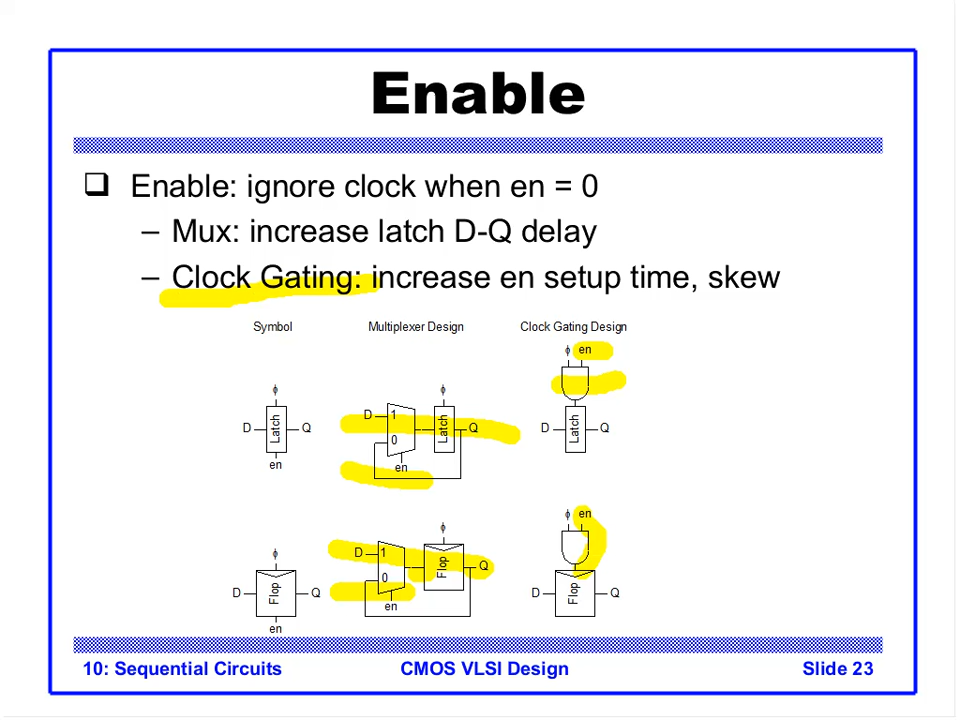 Enable
❑ Enable: ignore clock when en = 0
– Mux: increase latch D-Q delay
– Clock Gating: increase en setup time, skew
Symbol Multiplexer Design Clock Gating Design
ϕ en
ϕ ϕ
D 1
D Latch Q Latch Q D Latch Q
0
en en
ϕ en
ϕ
ϕ D 1
Flop Q
0
D Flop Q D Flop Q
en
en
10: Sequential Circuits CMOS VLSI Design Slide 23